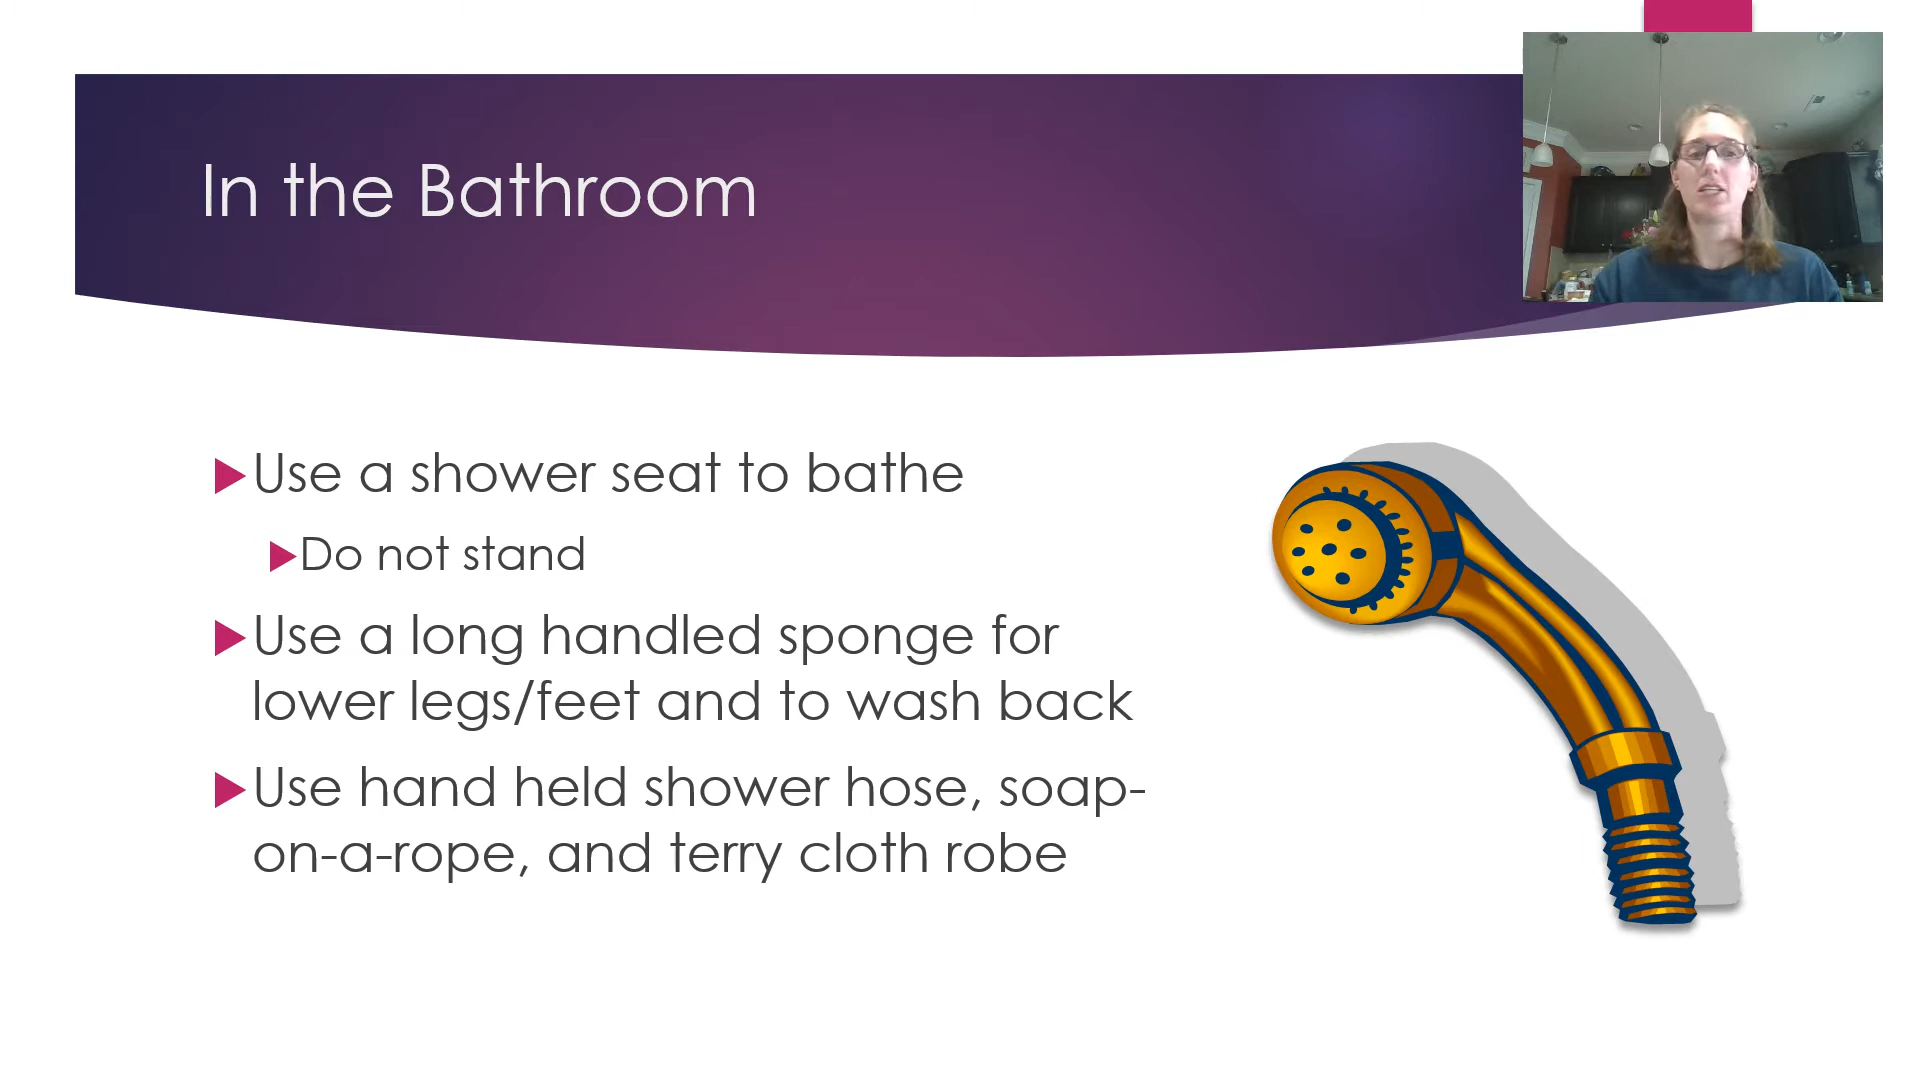 In the Bathroom
Use a shower seat to bathe
Do not stand
Use a long handled sponge for
lower legs/feet and to wash back
Use hand held shower hose, soap-
on-a-rope, and terry cloth robe